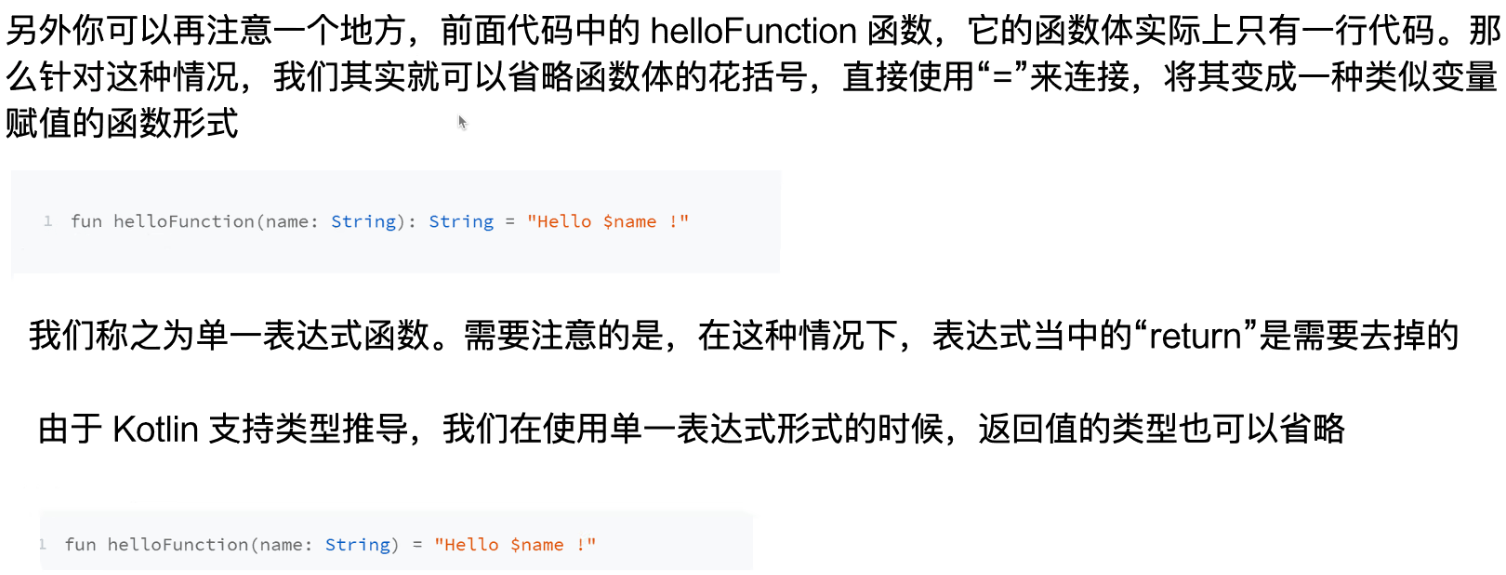 另外你可以再注意一个地方，前面代码中的 helloFunction 函数，它的函数体实际上只有一行代码。那
么针对这种情况，我们其实就可以省略函数体的花括号，直接使用“=”来连接，将其变成一种类似变量
赋值的函数形式
1 fun helloFunction(name: String): String = "Hello $name !"
我们称之为单一表达式函数。需要注意的是，在这种情况下，表达式当中的“return”是需要去掉的
由于 Kotlin 支持类型推导，我们在使用单一表达式形式的时候，返回值的类型也可以省略
1 fun helloFunction(name: String) = "Hello $name !"